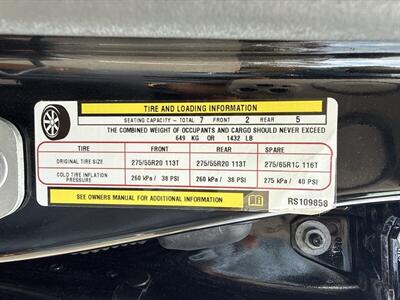 TIRE AND LOADING INFORMATION
SEATING CAPACITY - TOTAL 7 FRONT 2 REAR 5
THE COMBINED WEIGHT OF OCCUPANTS AND CARGO SHOULD NEVER EXCEED
649 KG OR 1432 LB
TIRE FRONT REAR SPARE
ORIGINAL TIRE SIZE 275/55R20 113T 275/55R20 113T 275/65R18 116T
COLD TIRE INFLATION PRESSURE 260 kPa / 38 PSI 260 kPa / 38 PSI 275 kPa / 40 PSI
SEE OWNERS MANUAL FOR ADDITIONAL INFORMATION
RS109858